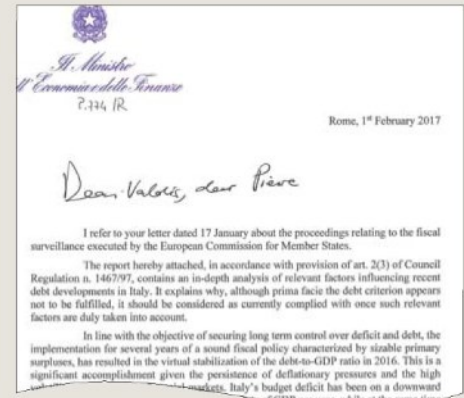 Il Ministro
dell'Economia e delle Finanze
P.774 /R
Rome, 1st February 2017
Dear Valdis, dear Pierre
I refer to your letter dated 17 January about the proceedings relating to the fiscal
surveillance executed by the European Commission for Member States.
The report hereby attached, in accordance with provision of art. 2(3) of Council
Regulation n. 1467/97, contains an in-depth analysis of relevant factors influencing recent
debt developments in Italy. It explains why, although prima facie the debt criterion appears
not to be fulfilled, it should be considered as currently complied with once such relevant
factors are duly taken into account.
In line with the objective of securing long term control over deficit and debt, the
implementation for several years of a sound fiscal policy characterized by sizable primary
surpluses, has resulted in the virtual stabilization of the debt-to-GDP ratio in 2016. This is a
significant accomplishment given the persistence of deflationary pressures and the high
markets. Italy's budget deficit has been on a downward